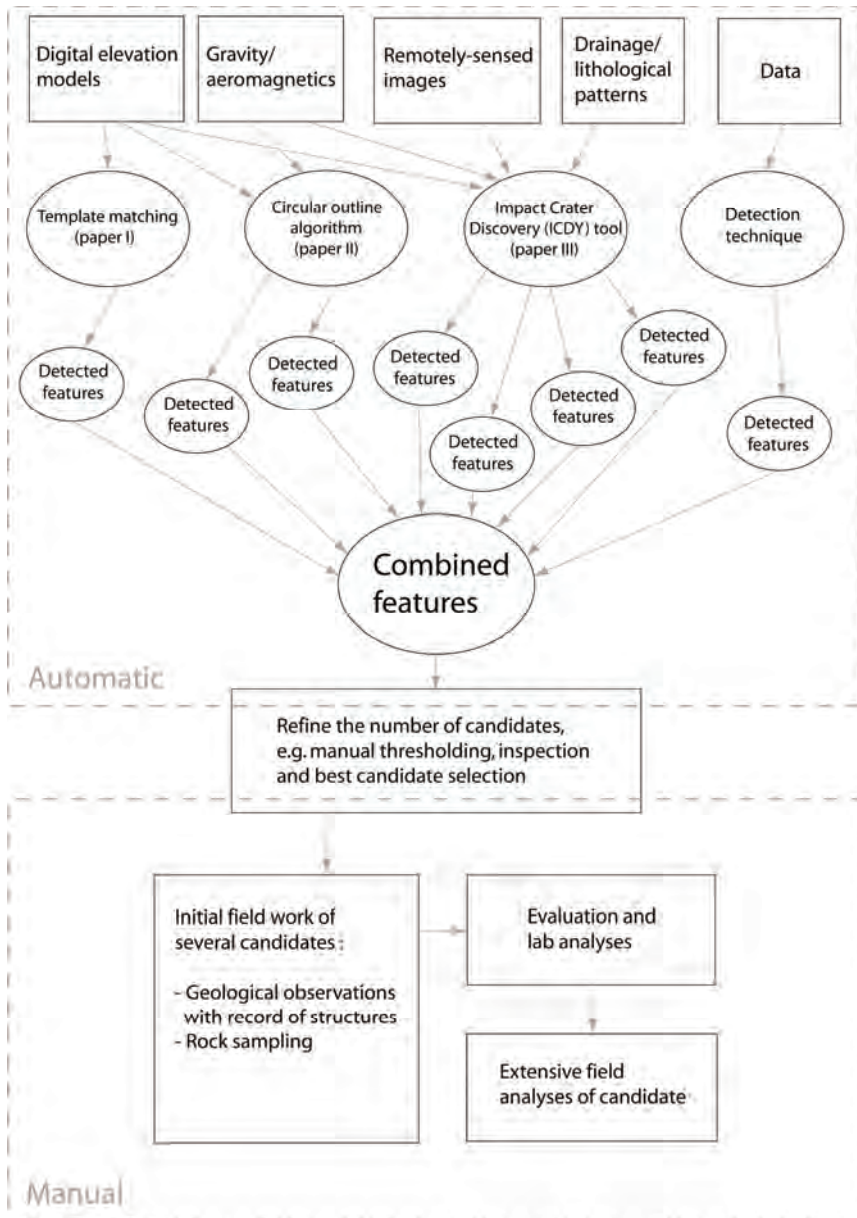 Digital elevation
models
Gravity/
aeromagnetics
Remotely-sensed
images
Drainage/
lithological
patterns
Data
Template matching
(paper I)
Circular outline
algorithm
(paper II)
Impact Crater
Discovery (ICDY) tool
(paper III)
Detection
technique
Detected
features
Detected
features
Detected
features
Detected
features
Detected
features
Detected
features
Detected
features
Detected
features
Combined
features
Automatic
Refine the number of candidates,
e.g. manual thresholding, inspection
and best candidate selection
Initial field work of
several candidates :
- Geological observations
with record of structures
- Rock sampling
Evaluation and
lab analyses
Extensive field
analyses of candidate
Manual